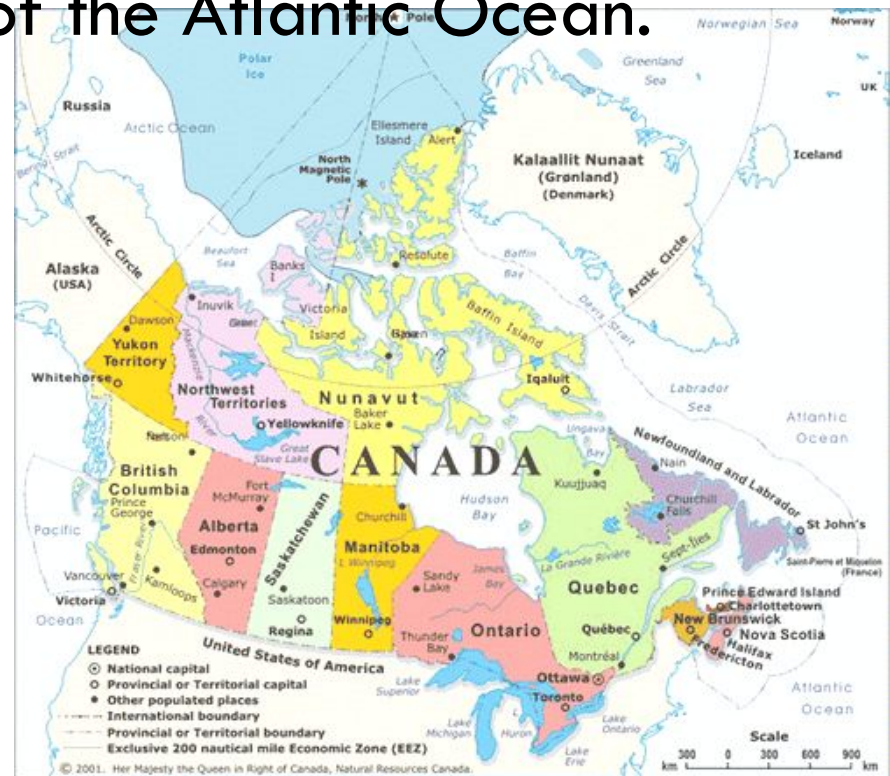 of the Atlantic Ocean.
North Pole
Norwegian Sea
Norway
Polar
Ice
Greenland
Sea
UK
Russia
Arctic Ocean
Ellesmere
Island
Alert
Bering Strait
North
Magnetic
Pole
Kalaallit Nunaat
(Grønland)
(Denmark)
Iceland
Arctic Circle
Beaufort
Sea
Resolute
Baffin
Bay
Arctic Circle
Alaska
(USA)
Banks
I
Inuvik
Victoria
Island
Baffin Island
Davis Strait
Dawson
Yukon
Territory
Mackenzie
River
Whitehorse
Iqaluit
Northwest
Territories
Nunavut
Baker
Lake
Labrador
Sea
Yellowknife
Atlantic
Ocean
Great
Slave Lake
CANADA
Ungava
Bay
Newfoundland and Labrador
Nain
Kuujjuaq
British
Columbia
Fort
McMurray
Prince
George
Hudson
Bay
Churchill
Falls
Churchill
St John's
Alberta
Saskatchewan
Pacific
Ocean
Fraser River
Edmonton
Manitoba
L Winnipeg
La Grande Rivière
Sept-Îles
Saint-Pierre et Miquelon
(France)
James
Bay
Vancouver
Kamloops
Calgary
Sandy
Lake
Quebec
Victoria
Saskatoon
Prince Edward Island
Charlottetown
Winnipeg
Regina
Ontario
Québec
New Brunswick
Nova Scotia
Halifax
Fredericton
Thunder
Bay
Montréal
United States of America
Ottawa
Lake
Superior
Toronto
Atlantic
Ocean
Lake
Michigan
L
Huron
Lake
Ontario
Lake
Erie
LEGEND
National capital
Provincial or Territorial capital
Other populated places
International boundary
Provincial or Territorial boundary
Exclusive 200 nautical mile Economic Zone (EEZ)
Scale
300 0 300 600 900
km km
© 2001. Her Majesty the Queen in Right of Canada, Natural Resources Canada.